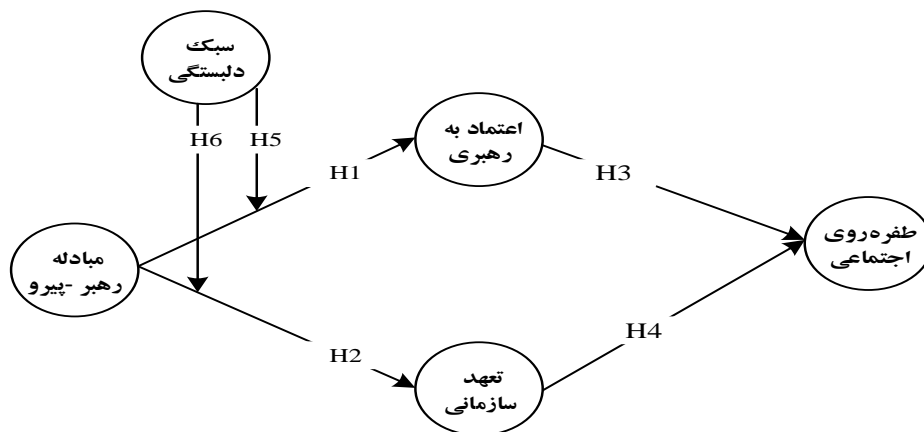 سبک
دلبستگی
H6
H5
اعتماد به
رهبری
H1
H3
مبادله
رهبر -پیرو
طفره‌روی
اجتماعی
H2
H4
تعهد
سازمانی